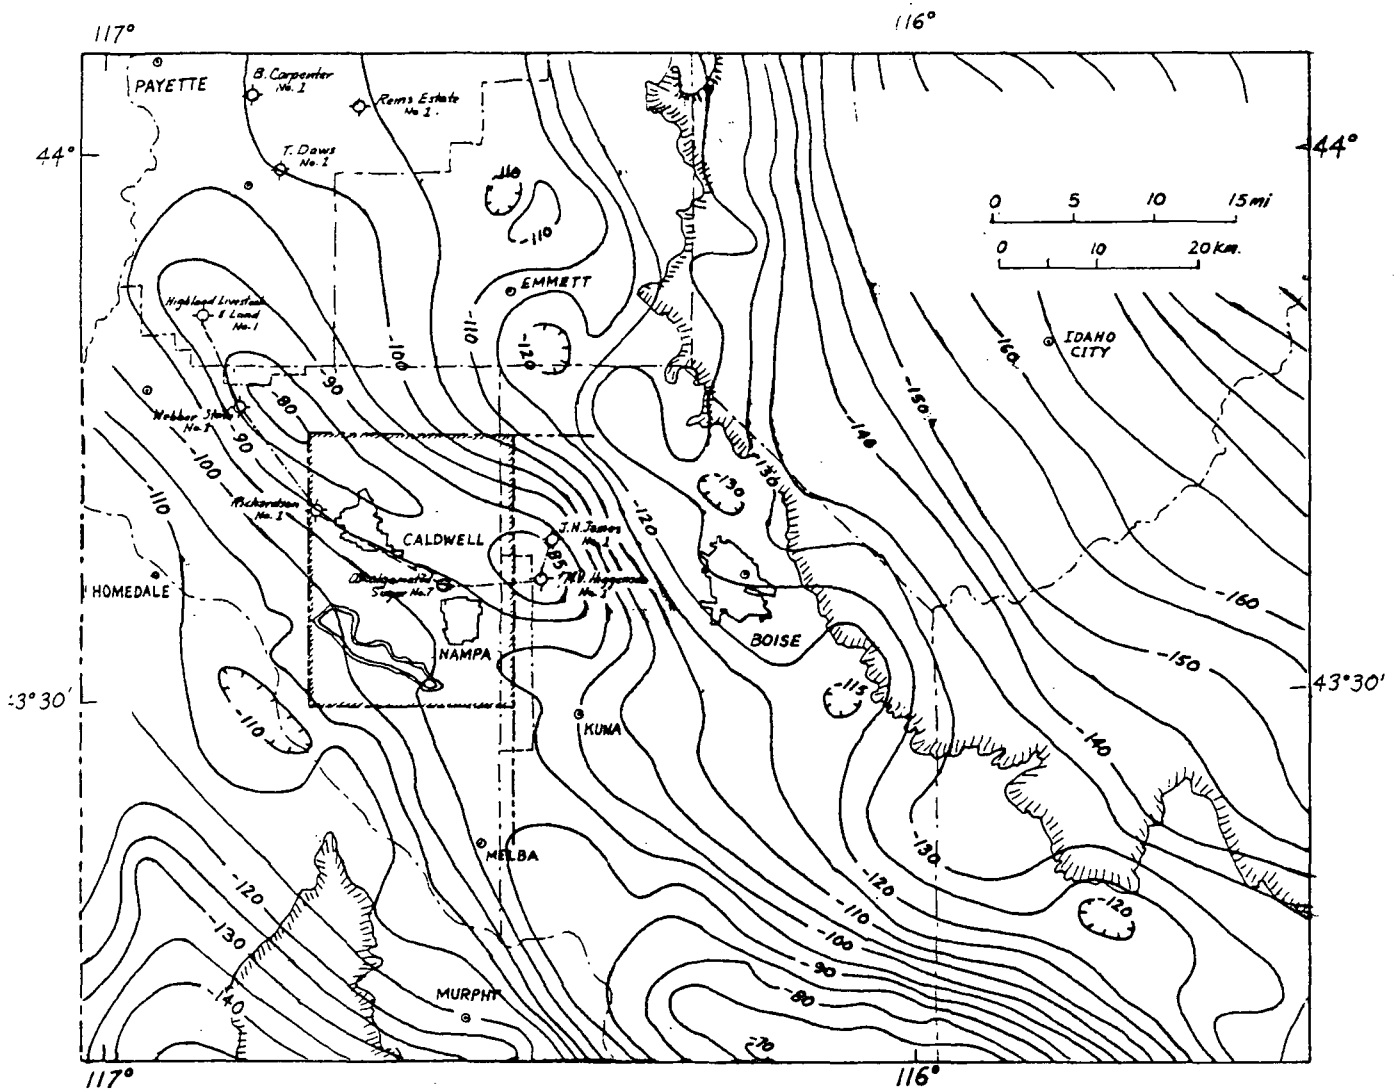 117°
116°
PAYETTE
B. Carpenter
No. 1
Rems Estate
No 1.
T. Daws
No. 1
44°
44°
-110
-110
0 5 10 15 mi
0 10 20 Km.
EMMETT
Highland Livestock
& Land
No. 1
-110
-120
-100
-90
-80
IDAHO
CITY
-160
-150
-140
No. 1
-90
-100
-110
Richardson
No. 1
CALDWELL
J.N. James
No. 1
-85
-120
-130
-130
Amalgamated
Sugar No. 7
No. 1
HOMEDALE
NAMPA
BOISE
-160
-150
-115
-110
KUNA
43°30'
3°30'
-140
MELBA
-130
-120
-120
-110
-100
-90
-80
-70
-120
-130
-140
MURPHY
117°
116°